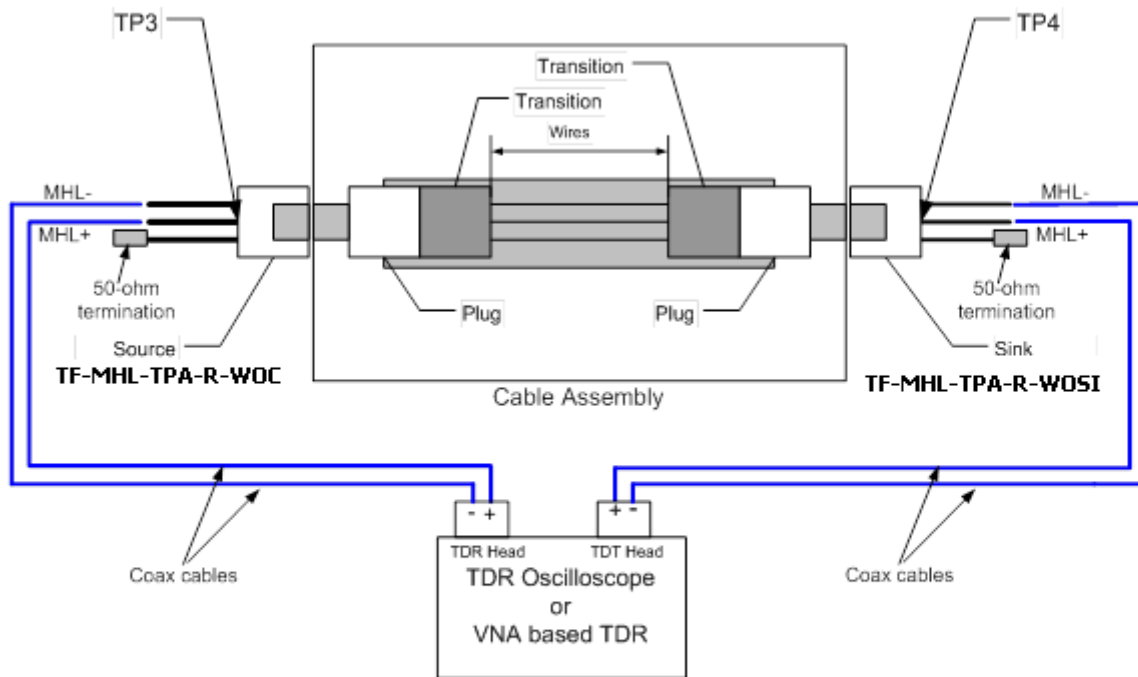 TP3
TP4
Transition
Transition
Wires
MHL-
MHL+
MHL-
MHL+
50-ohm
termination
50-ohm
termination
Plug
Plug
Source
Sink
TF-MHL-TPA-R-WOC
TF-MHL-TPA-R-WOSI
Cable Assembly
- +
+ -
TDR Head
TDT Head
Coax cables
Coax cables
TDR Oscilloscope
or
VNA based TDR